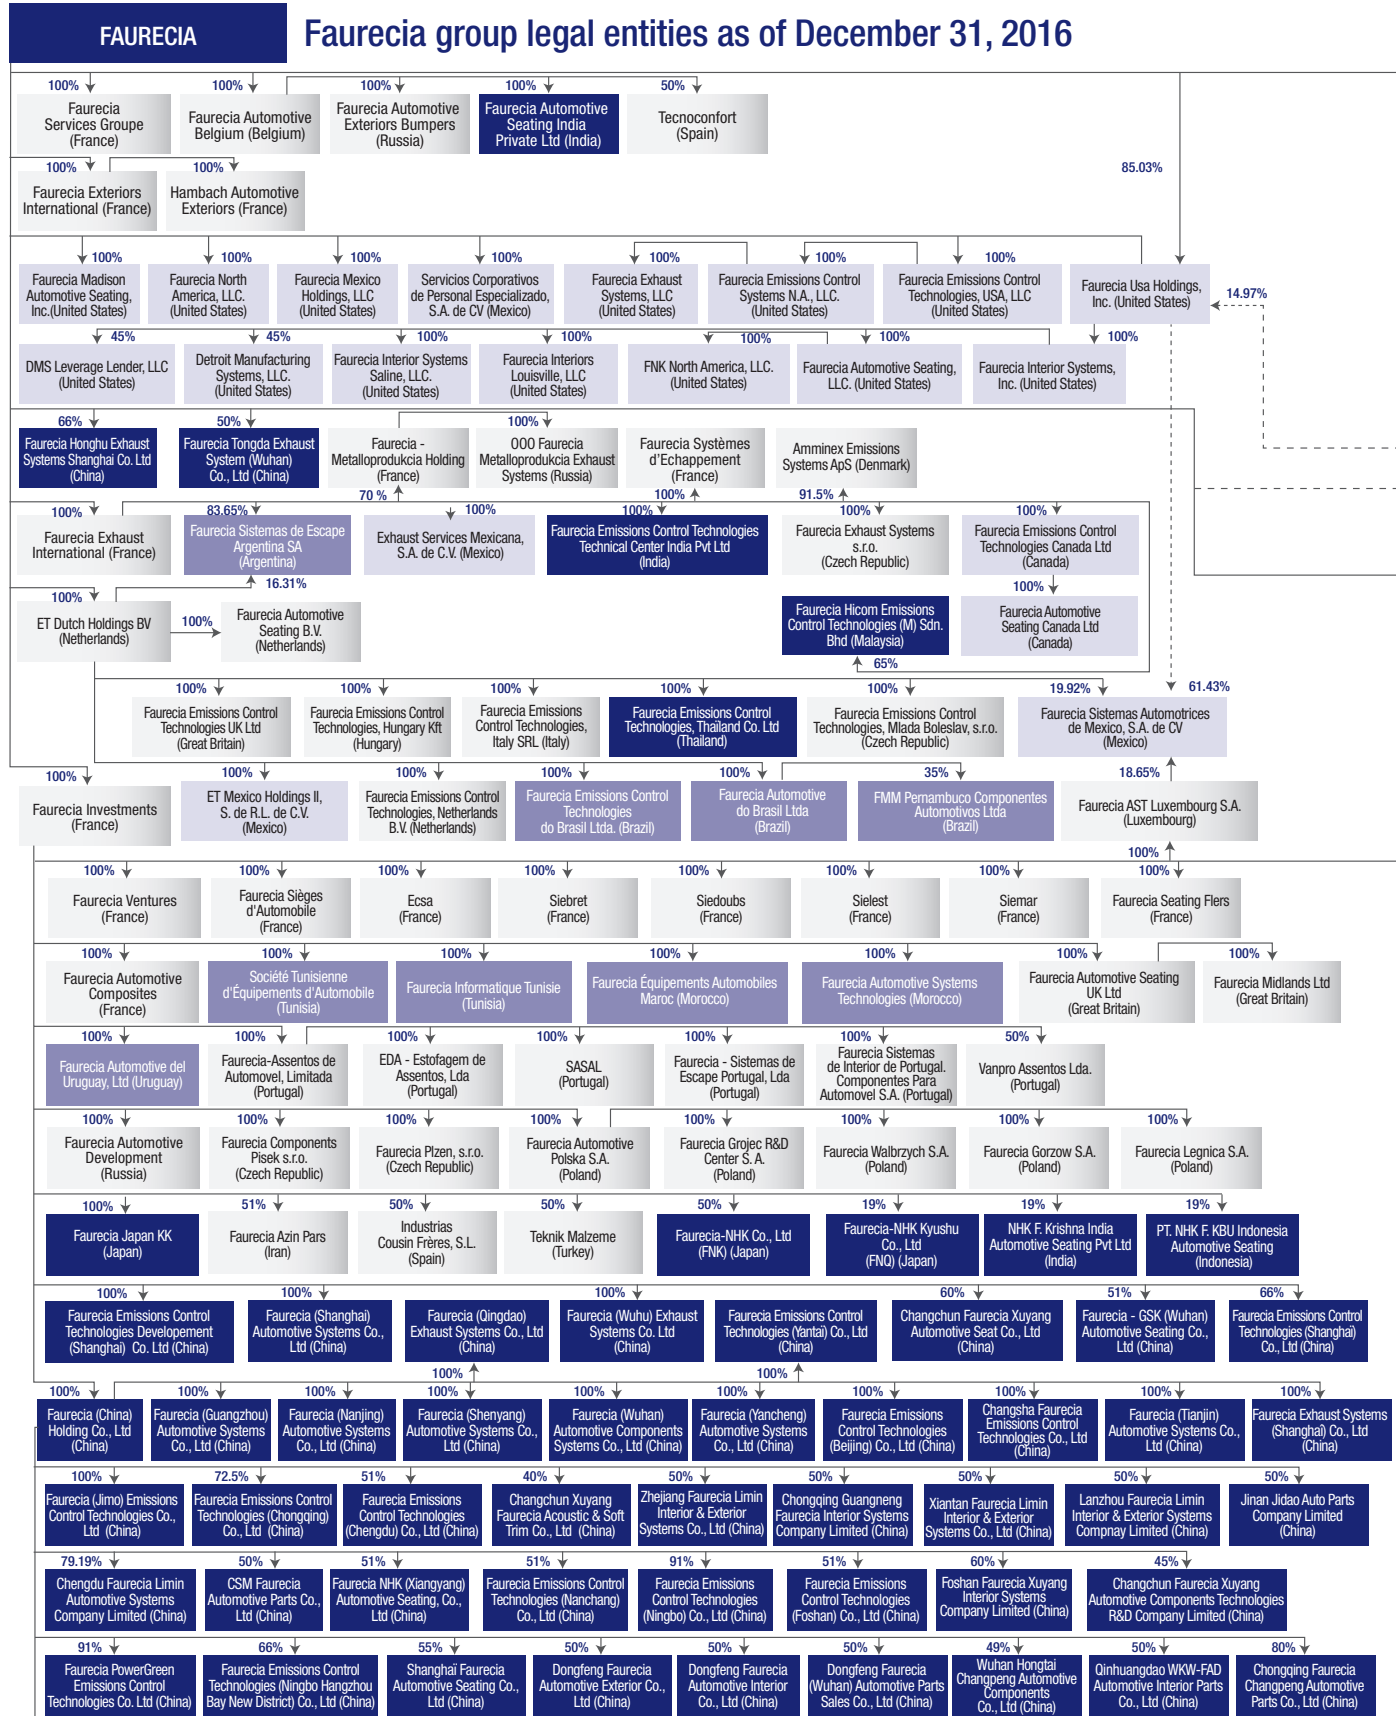 FAURECIA
Faurecia group legal entities as of December 31, 2016
100%
100%
100%
100%
50%
Faurecia
Services Groupe
(France)
Faurecia Automotive
Belgium (Belgium)
Faurecia Automotive
Exteriors Bumpers
(Russia)
Faurecia Automotive
Seating India
Private Ltd (India)
Tecnoconfort
(Spain)
100%
100%
85.03%
Faurecia Exteriors
International (France)
Hambach Automotive
Exteriors (France)
100%
100%
100%
100%
100%
100%
100%
Faurecia Madison
Automotive Seating,
Inc.(United States)
Faurecia North
America, LLC.
(United States)
Faurecia Mexico
Holdings, LLC
(United States)
Servicios Corporativos
de Personal Especializado,
S.A. de CV (Mexico)
Faurecia Exhaust
Systems, LLC
(United States)
Faurecia Emissions Control
Systems N.A., LLC.
(United States)
Faurecia Emissions Control
Technologies, USA, LLC
(United States)
Faurecia Usa Holdings,
Inc. (United States)
14.97%
45%
45%
100%
100%
100%
100%
100%
DMS Leverage Lender, LLC
(United States)
Detroit Manufacturing
Systems, LLC.
(United States)
Faurecia Interior Systems
Saline, LLC.
(United States)
Faurecia Interiors
Louisville, LLC
(United States)
FNK North America, LLC.
(United States)
Faurecia Automotive Seating,
LLC. (United States)
Faurecia Interior Systems,
Inc. (United States)
66%
50%
100%
Faurecia Honghu Exhaust
Systems Shanghai Co. Ltd
(China)
Faurecia Tongda Exhaust
System (Wuhan)
Co., Ltd (China)
Faurecia -
Metalloprodukcia Holding
(France)
OOO Faurecia
Metalloprodukcia Exhaust
Systems (Russia)
Faurecia Systèmes
d'Echappement
(France)
Amminex Emissions
Systems ApS (Denmark)
70 %
100%
91.5%
100%
83.65%
100%
100%
100%
100%
Faurecia Exhaust
International (France)
Faurecia Sistemas de Escape
Argentina SA
(Argentina)
Exhaust Services Mexicana,
S.A. de C.V. (Mexico)
Faurecia Emissions Control Technologies
Technical Center India Pvt Ltd
(India)
Faurecia Exhaust Systems
s.r.o.
(Czech Republic)
Faurecia Emissions Control
Technologies Canada Ltd
(Canada)
100%
16.31%
100%
ET Dutch Holdings BV
(Netherlands)
100%
Faurecia Automotive
Seating B.V.
(Netherlands)
Faurecia Hicom Emissions
Control Technologies (M) Sdn.
Bhd (Malaysia)
Faurecia Automotive
Seating Canada Ltd
(Canada)
65%
100%
100%
100%
100%
100%
19.92%
61.43%
Faurecia Emissions Control
Technologies UK Ltd
(Great Britain)
Faurecia Emissions Control
Technologies, Hungary Kft
(Hungary)
Faurecia Emissions
Control Technologies,
Italy SRL (Italy)
Faurecia Emissions Control
Technologies, Thaïland Co. Ltd
(Thailand)
Faurecia Emissions Control
Technologies, Mlada Boleslav, s.r.o.
(Czech Republic)
Faurecia Sistemas Automotrices
de Mexico, S.A. de CV
(Mexico)
100%
100%
100%
100%
100%
35%
18.65%
Faurecia Investments
(France)
ET Mexico Holdings II,
S. de R.L. de C.V.
(Mexico)
Faurecia Emissions Control
Technologies, Netherlands
B.V. (Netherlands)
Faurecia Emissions Control
Technologies
do Brasil Ltda. (Brazil)
Faurecia Automotive
do Brasil Ltda
(Brazil)
FMM Pernambuco Componentes
Automotivos Ltda
(Brazil)
Faurecia AST Luxembourg S.A.
(Luxembourg)
100%
100%
100%
100%
100%
100%
100%
100%
100%
Faurecia Ventures
(France)
Faurecia Sièges
d'Automobile
(France)
Ecsa
(France)
Siebret
(France)
Siedoubs
(France)
Sielest
(France)
Siemar
(France)
Faurecia Seating Flers
(France)
100%
100%
100%
100%
100%
100%
100%
Faurecia Automotive
Composites
(France)
Société Tunisienne
d'Équipements d'Automobile
(Tunisia)
Faurecia Informatique Tunisie
(Tunisia)
Faurecia Équipements Automobiles
Maroc (Morocco)
Faurecia Automotive Systems
Technologies (Morocco)
Faurecia Automotive Seating
UK Ltd
(Great Britain)
Faurecia Midlands Ltd
(Great Britain)
100%
100%
100%
100%
100%
100%
50%
Faurecia Automotive del
Uruguay, Ltd (Uruguay)
Faurecia-Assentos de
Automovel, Limitada
(Portugal)
EDA - Estofagem de
Assentos, Lda
(Portugal)
SASAL
(Portugal)
Faurecia - Sistemas de
Escape Portugal, Lda
(Portugal)
Faurecia Sistemas
de Interior de Portugal.
Componentes Para
Automovel S.A. (Portugal)
Vanpro Assentos Lda.
(Portugal)
100%
100%
100%
100%
100%
100%
100%
100%
Faurecia Automotive
Development
(Russia)
Faurecia Components
Pisek s.r.o.
(Czech Republic)
Faurecia Plzen, s.r.o.
(Czech Republic)
Faurecia Automotive
Polska S.A.
(Poland)
Faurecia Grojec R&D
Center S. A.
(Poland)
Faurecia Walbrzych S.A.
(Poland)
Faurecia Gorzow S.A.
(Poland)
Faurecia Legnica S.A.
(Poland)
100%
51%
50%
50%
50%
19%
19%
19%
Faurecia Japan KK
(Japan)
Faurecia Azin Pars
(Iran)
Industrias
Cousin Frères, S.L.
(Spain)
Teknik Malzeme
(Turkey)
Faurecia-NHK Co., Ltd
(FNK) (Japan)
Faurecia-NHK Kyushu
Co., Ltd
(FNQ) (Japan)
NHK F. Krishna India
Automotive Seating Pvt Ltd
(India)
PT. NHK F. KBU Indonesia
Automotive Seating
(Indonesia)
100%
100%
100%
60%
51%
66%
Faurecia Emissions Control
Technologies Developement
(Shanghai) Co. Ltd (China)
Faurecia (Shanghai)
Automotive Systems Co.,
Ltd (China)
Faurecia (Qingdao)
Exhaust Systems Co., Ltd
(China)
Faurecia (Wuhu) Exhaust
Systems Co. Ltd
(China)
Faurecia Emissions Control
Technologies (Yantai) Co., Ltd
(China)
Changchun Faurecia Xuyang
Automotive Seat Co., Ltd
(China)
Faurecia - GSK (Wuhan)
Automotive Seating Co.,
Ltd (China)
Faurecia Emissions Control
Technologies (Shanghaï)
Co., Ltd (China)
100%
100%
100%
100%
100%
100%
100%
100%
100%
100%
100%
100%
Faurecia (China)
Holding Co., Ltd
(China)
Faurecia (Guangzhou)
Automotive Systems
Co., Ltd (China)
Faurecia (Nanjing)
Automotive Systems
Co., Ltd (China)
Faurecia (Shenyang)
Automotive Systems Co.,
Ltd (China)
Faurecia (Wuhan)
Automotive Components
Systems Co., Ltd (China)
Faurecia (Yancheng)
Automotive Systems
Co., Ltd (China)
Faurecia Emissions
Control Technologies
(Beijing) Co., Ltd (China)
Changsha Faurecia
Emissions Control
Technologies Co., Ltd
(China)
Faurecia (Tianjin)
Automotive Systems Co.,
Ltd (China)
Faurecia Exhaust Systems
(Shanghai) Co., Ltd
(China)
100%
72.5%
51%
40%
50%
50%
50%
50%
50%
Faurecia (Jimo) Emissions
Control Technologies Co.,
Ltd (China)
Faurecia Emissions Control
Technologies (Chongqing)
Co., Ltd (China)
Faurecia Emissions
Control Technologies
(Chengdu) Co., Ltd (China)
Changchun Xuyang
Faurecia Acoustic & Soft
Trim Co., Ltd (China)
Zhejiang Faurecia Limin
Interior & Exterior
Systems Co., Ltd (China)
Chongqing Guangneng
Faurecia Interior Systems
Company Limited (China)
Xiantan Faurecia Limin
Interior & Exterior
Systems Co., Ltd (China)
Lanzhou Faurecia Limin
Interior & Exterior Systems
Compnay Limited (China)
Jinan Jidao Auto Parts
Company Limited
(China)
79.19%
50%
51%
51%
91%
51%
60%
45%
Chengdu Faurecia Limin
Automotive Systems
Company Limited (China)
CSM Faurecia
Automotive Parts Co.,
Ltd (China)
Faurecia NHK (Xiangyang)
Automotive Seating, Co.,
Ltd (China)
Faurecia Emissions Control
Technologies (Nanchang)
Co., Ltd (China)
Faurecia Emissions
Control Technologies
(Ningbo) Co., Ltd (China)
Faurecia Emissions
Control Technologies
(Foshan) Co., Ltd (China)
Foshan Faurecia Xuyang
Interior Systems
Company Limited (China)
Changchun Faurecia Xuyang
Automotive Components Technologies
R&D Company Limited (China)
91%
66%
55%
50%
50%
50%
49%
50%
80%
Faurecia PowerGreen
Emissions Control
Technologies Co. Ltd (China)
Faurecia Emissions Control
Technologies (Ningbo Hangzhou
Bay New District) Co., Ltd (China)
Shanghaï Faurecia
Automotive Seating Co.,
Ltd (China)
Dongfeng Faurecia
Automotive Exterior Co.,
Ltd (China)
Dongfeng Faurecia
Automotive Interior
Co., Ltd (China)
Dongfeng Faurecia
(Wuhan) Automotive Parts
Sales Co., Ltd (China)
Wuhan Hongtai
Changpeng Automotive
Components
Co., Ltd (China)
Qinhuangdao WKW-FAD
Automotive Interior Parts
Co., Ltd (China)
Chongqing Faurecia
Changpeng Automotive
Parts Co., Ltd (China)